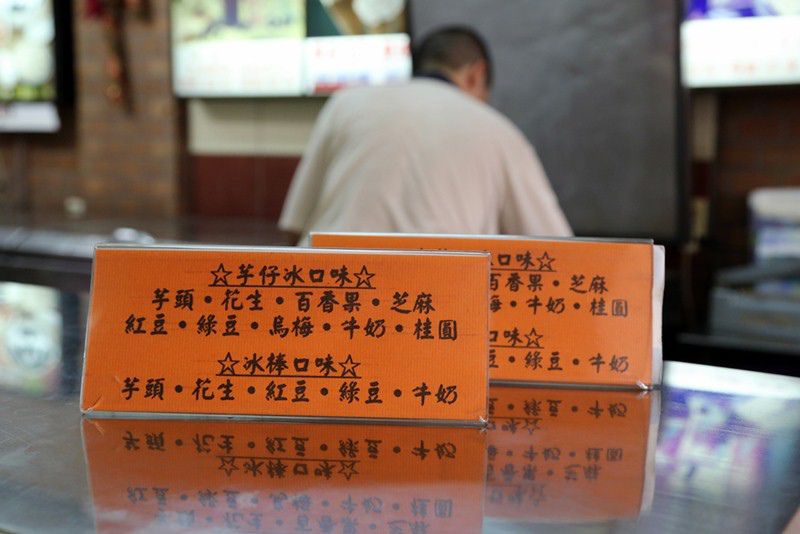 ☆芋仔冰口味☆
芋頭•花生•百香果•芝麻
紅豆•綠豆•烏梅•牛奶•桂圓
☆冰棒口味☆
芋頭•花生•紅豆•綠豆•牛奶
冰口味☆
百香果•芝麻
梅•牛奶•桂圓
口味☆
豆•綠豆•牛奶